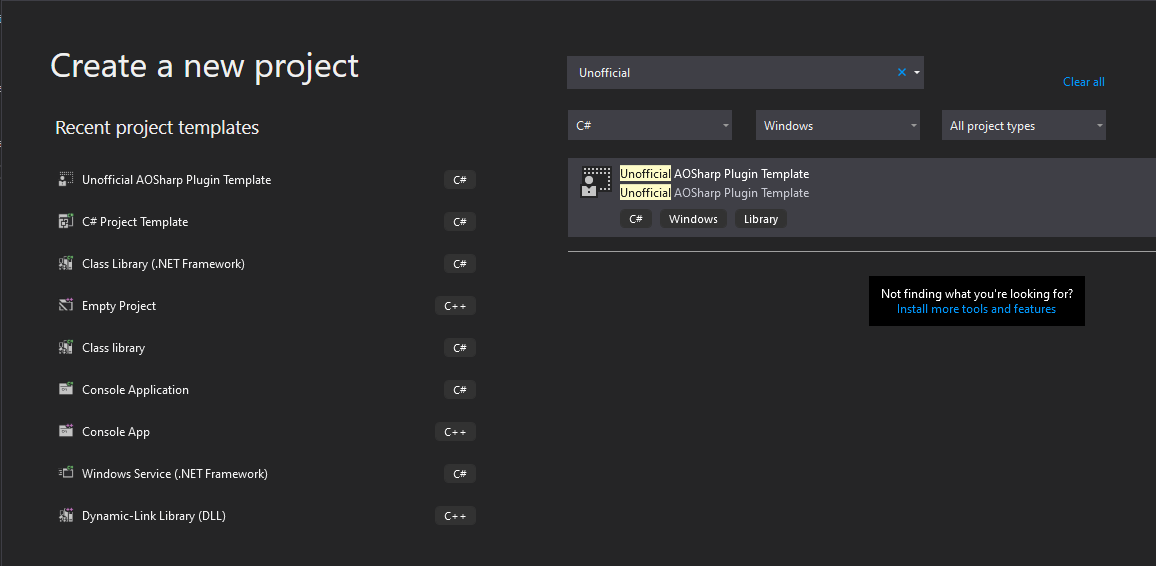 Create a new project
Recent project templates
Unofficial AOSharp Plugin Template C#
C# Project Template C#
Class Library (.NET Framework) C#
Empty Project C++
Class library C#
Console Application C#
Console App C++
Windows Service (.NET Framework) C#
Dynamic-Link Library (DLL) C++
Unofficial
Clear all
C# Windows All project types
Unofficial AOSharp Plugin Template
Unofficial AOSharp Plugin Template
C# Windows Library
Not finding what you're looking for?
Install more tools and features